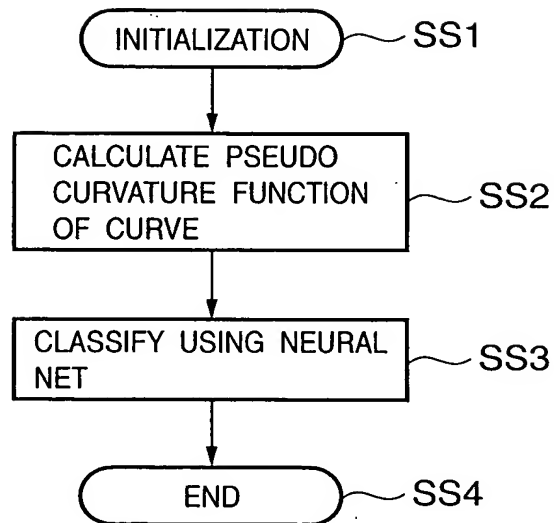 INITIALIZATION
SS1
CALCULATE PSEUDO
CURVATURE FUNCTION
OF CURVE
SS2
CLASSIFY USING NEURAL
NET
SS3
END
SS4